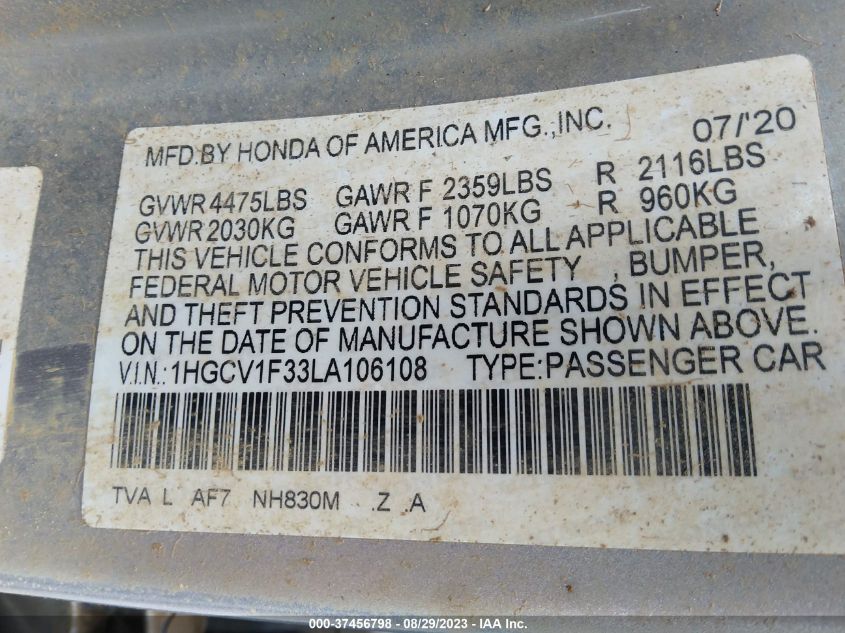 MFD.BY HONDA OF AMERICA MFG.,INC. 07/'20
GVWR 4475LBS GAWR F 2359LBS R 2116LBS
GVWR 2030KG GAWR F 1070KG R 960KG
THIS VEHICLE CONFORMS TO ALL APPLICABLE
FEDERAL MOTOR VEHICLE SAFETY , BUMPER,
AND THEFT PREVENTION STANDARDS IN EFFECT
ON THE DATE OF MANUFACTURE SHOWN ABOVE.
V.I.N.: 1HGCV1F33LA106108 TYPE:PASSENGER CAR
TVA L AF7 NH830M .Z .A
000-37456798 - 08/29/2023 - IAA Inc.